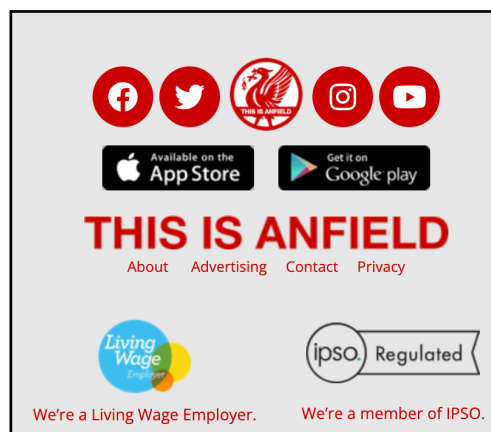 THIS IS ANFIELD
Available on the
App Store
Get it on
Google play
THIS IS ANFIELD
About Advertising Contact Privacy
Living
Wage
Employer
ipso. Regulated
We're a Living Wage Employer.
We're a member of IPSO.